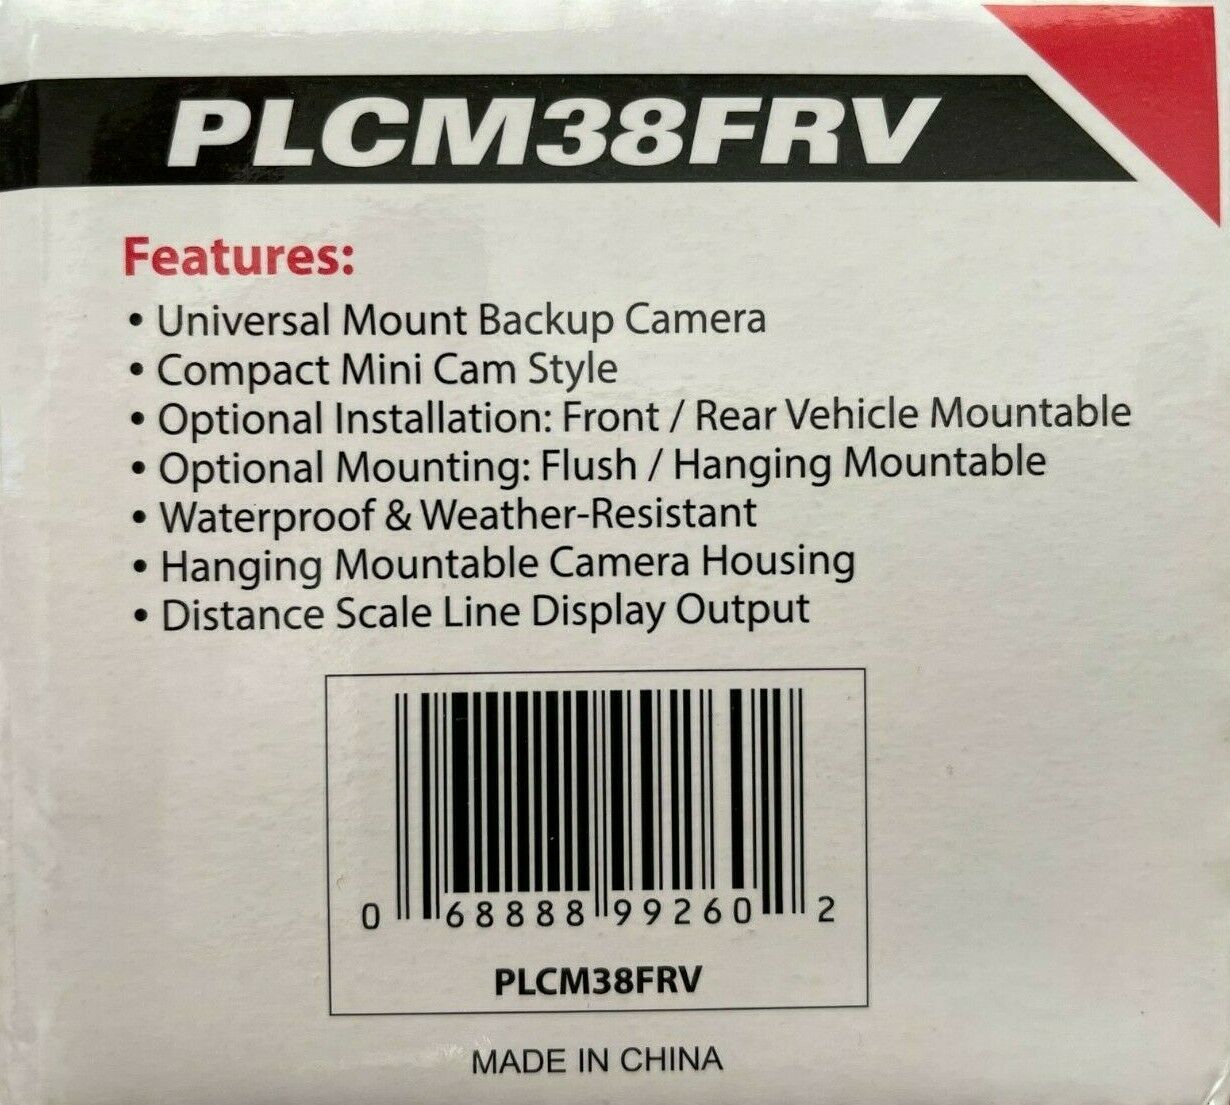 PLCM38FRV
Features:
• Universal Mount Backup Camera
• Compact Mini Cam Style
• Optional Installation: Front / Rear Vehicle Mountable
• Optional Mounting: Flush / Hanging Mountable
• Waterproof & Weather-Resistant
• Hanging Mountable Camera Housing
• Distance Scale Line Display Output
0 68888 99260 2
PLCM38FRV
MADE IN CHINA